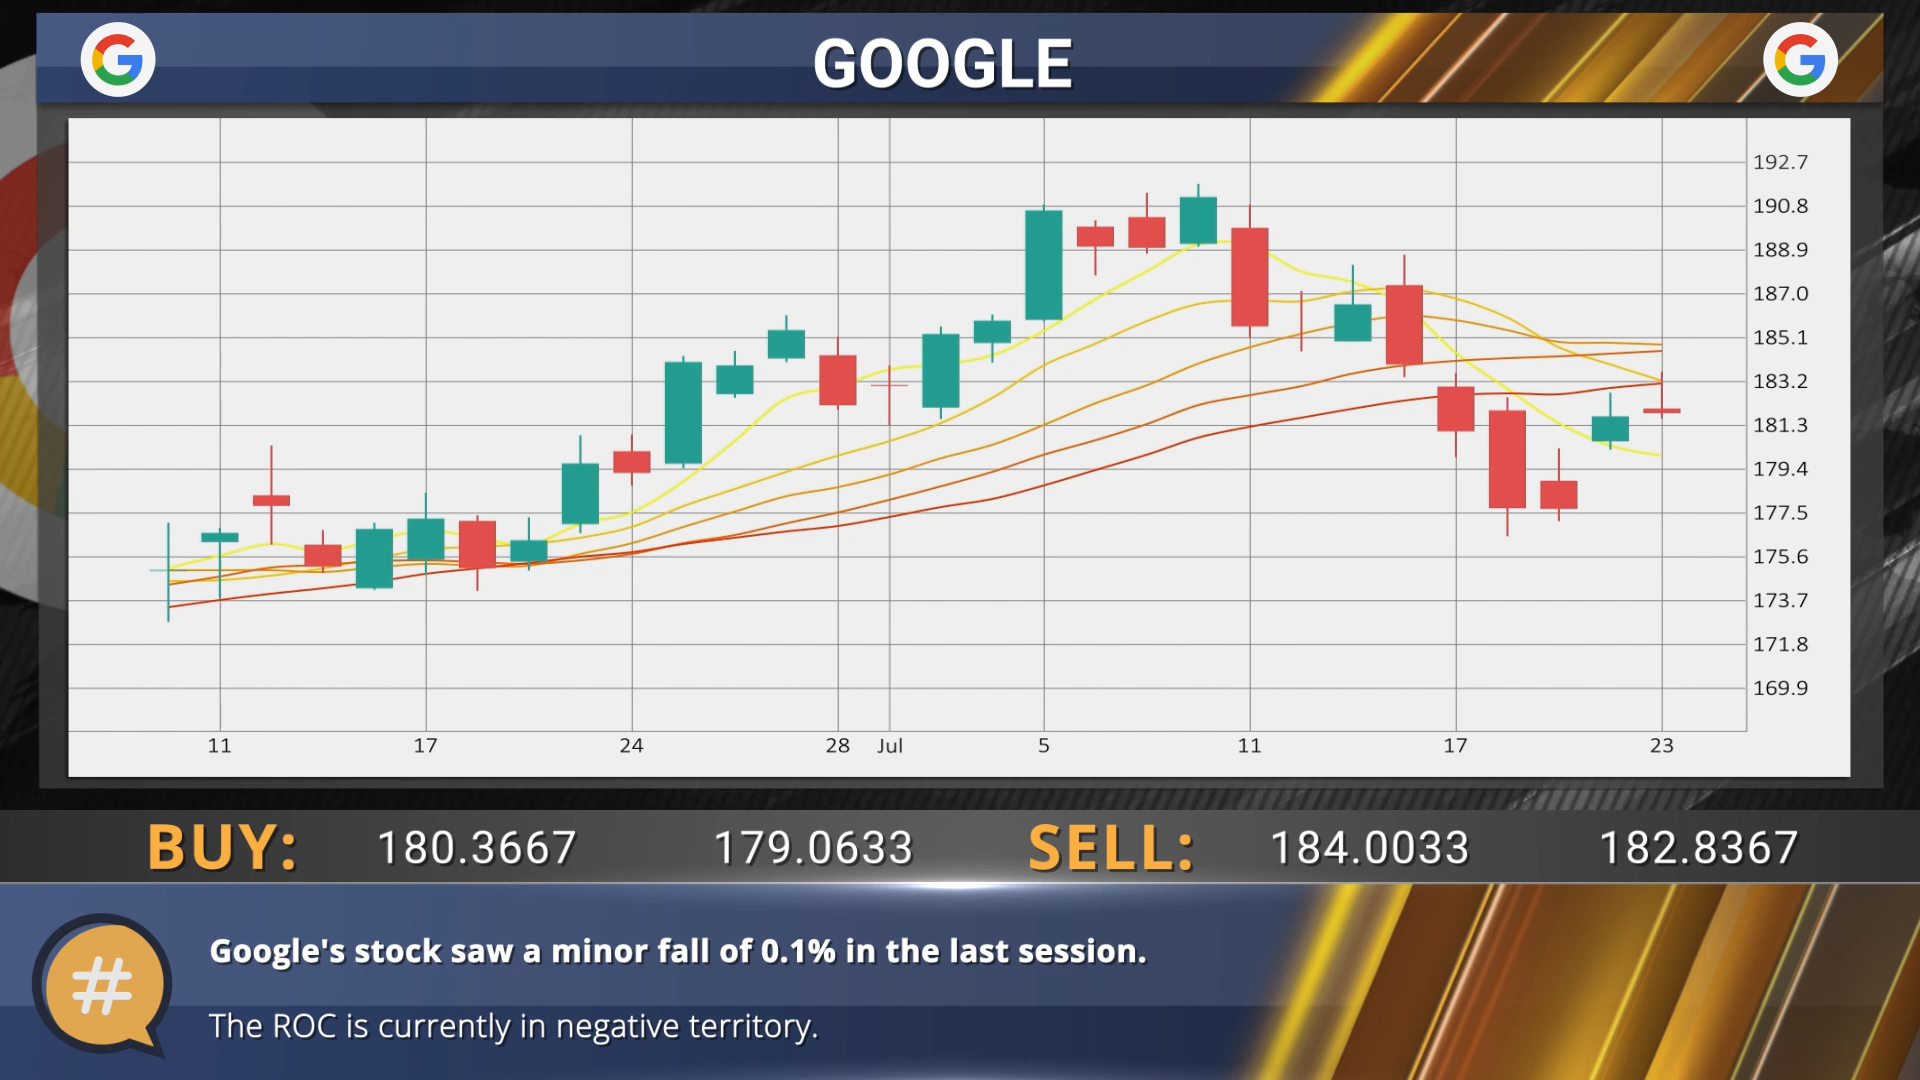 GOOGLE
192.7
190.8
188.9
187.0
185.1
183.2
181.3
179.4
177.5
175.6
173.7
171.8
169.9
11 17 24 28 Jul 5 11 17 23
BUY: 180.3667 179.0633 SELL: 184.0033 182.8367
#
Google's stock saw a minor fall of 0.1% in the last session.
The ROC is currently in negative territory.